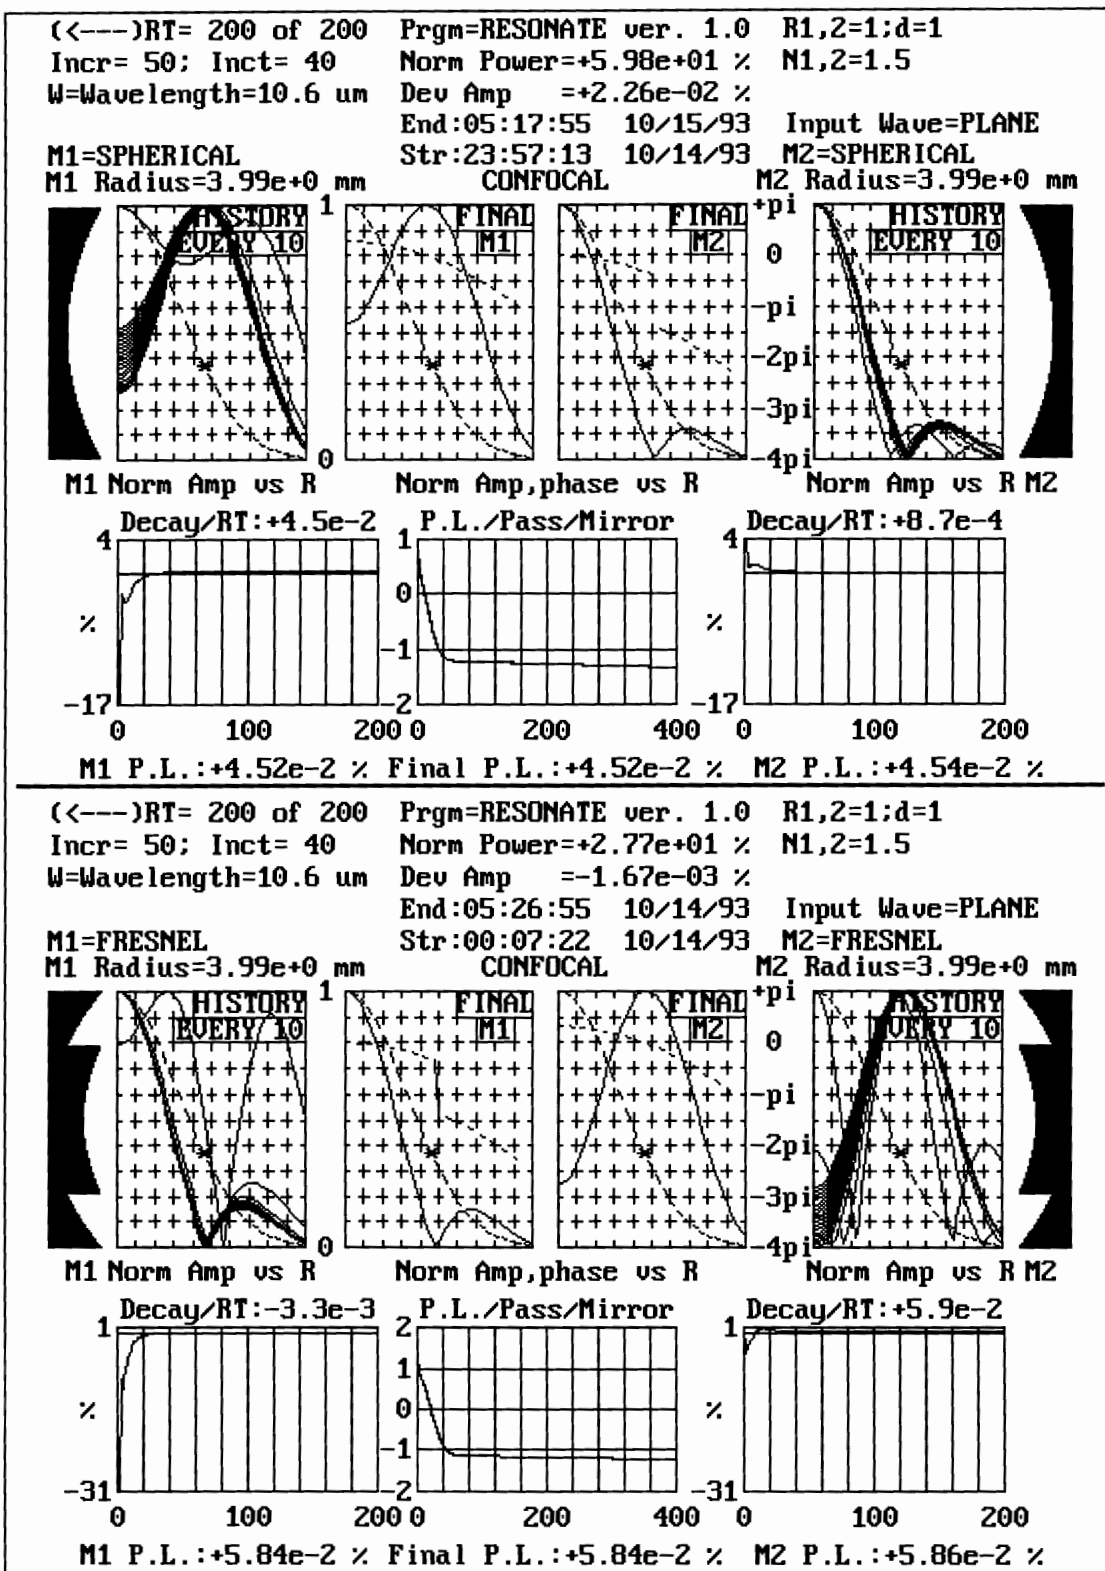 (<---)RT= 200 of 200 Prgm=RESONATE ver. 1.0 R1,2=1;d=1
Incr= 50; Inct= 40 Norm Power=+5.98e+01 % N1,2=1.5
W=Wavelength=10.6 um Dev Amp =+2.26e-02 %
End:05:17:55 10/15/93 Input Wave=PLANE
M1=SPHERICAL Str:23:57:13 10/14/93 M2=SPHERICAL
M1 Radius=3.99e+0 mm CONFOCAL M2 Radius=3.99e+0 mm
HISTORY 1 FINAL FINAL +pi HISTORY
EVERY 10 M1 M2 0 EVERY 10
-pi
-2pi
-3pi
0 -4pi
M1 Norm Amp vs R Norm Amp,phase vs R Norm Amp vs R M2
Decay/RT:+4.5e-2 P.L./Pass/Mirror Decay/RT:+8.7e-4
4 1 4
0
% %
-1
-17 -2 -17
0 100 200 0 200 400 0 100 200
M1 P.L.:+4.52e-2 % Final P.L.:+4.52e-2 % M2 P.L.:+4.54e-2 %
(<---)RT= 200 of 200 Prgm=RESONATE ver. 1.0 R1,2=1;d=1
Incr= 50; Inct= 40 Norm Power=+2.77e+01 % N1,2=1.5
W=Wavelength=10.6 um Dev Amp =-1.67e-03 %
End:05:26:55 10/14/93 Input Wave=PLANE
M1=FRESNEL Str:00:07:22 10/14/93 M2=FRESNEL
M1 Radius=3.99e+0 mm CONFOCAL M2 Radius=3.99e+0 mm
HISTORY 1 FINAL FINAL +pi HISTORY
EVERY 10 M1 M2 0 EVERY 10
-pi
-2pi
-3pi
0 -4pi
M1 Norm Amp vs R Norm Amp,phase vs R Norm Amp vs R M2
Decay/RT:-3.3e-3 P.L./Pass/Mirror Decay/RT:+5.9e-2
1 2 1
1
% 0 %
-1
-31 -2 -31
0 100 200 0 200 400 0 100 200
M1 P.L.:+5.84e-2 % Final P.L.:+5.84e-2 % M2 P.L.:+5.86e-2 %